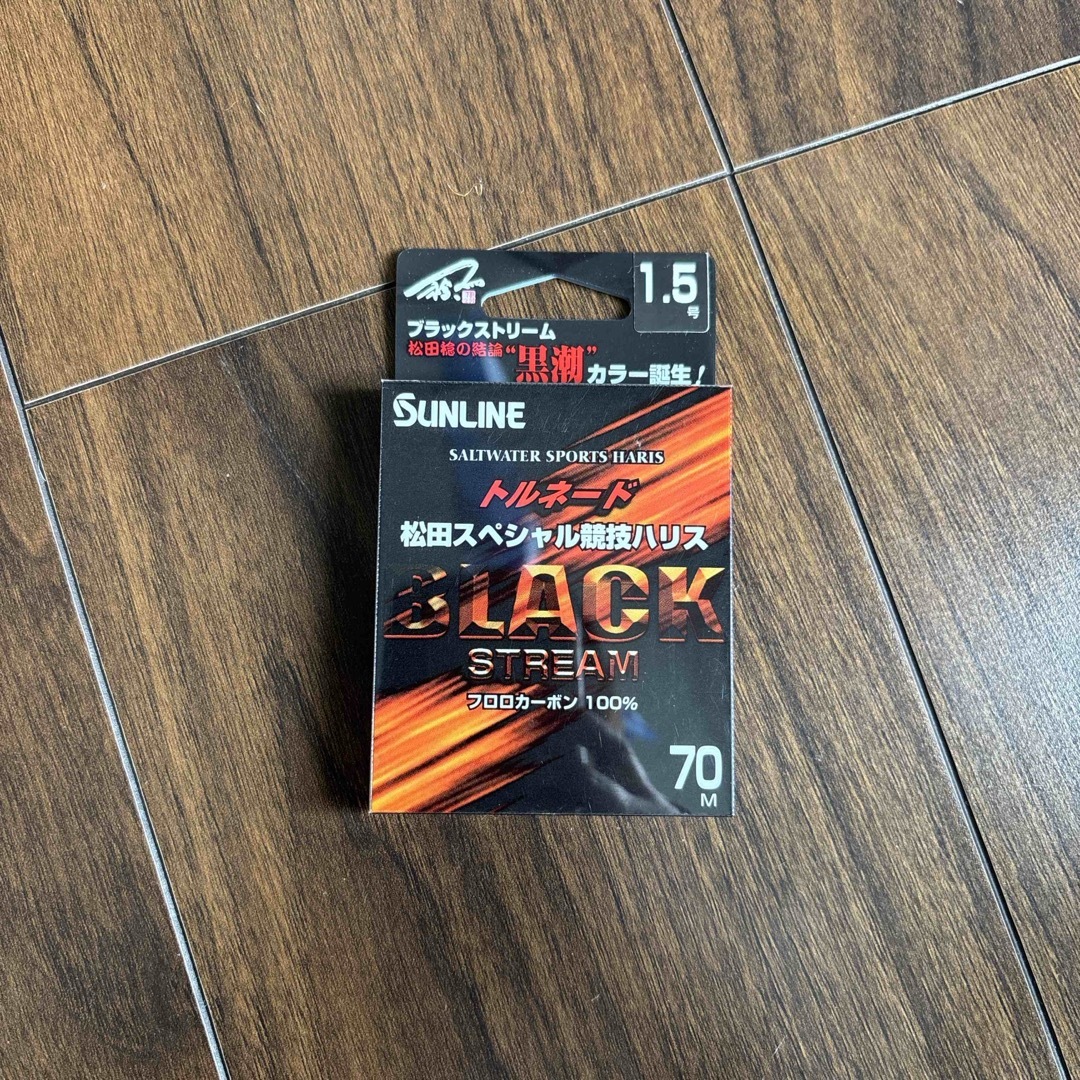 1.5
号
ブラックストリーム
松田稔の結論"黒潮"カラー誕生!
SUNLINE
SALTWATER SPORTS HARIS
トルネード
松田スペシャル競技ハリス
BLACK
STREAM
フロロカーボン 100%
70
M